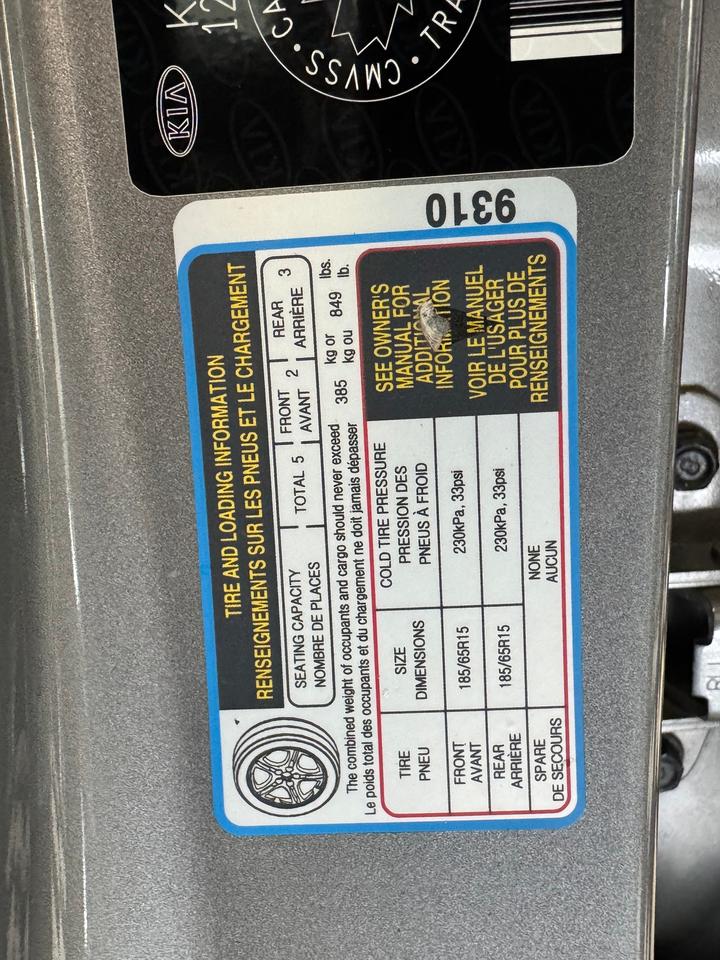 KIA
K
12
CMVSS
CA
TRA
9310
TIRE AND LOADING INFORMATION
RENSEIGNEMENTS SUR LES PNEUS ET LE CHARGEMENT
SEATING CAPACITY TOTAL 5 FRONT 2 REAR 3
NOMBRE DE PLACES AVANT ARRIÈRE
The combined weight of occupants and cargo should never exceed 385 kg or 849 lbs.
Le poids total des occupants et du chargement ne doit jamais dépasser kg ou lb.
TIRE SIZE COLD TIRE PRESSURE
PNEU DIMENSIONS PRESSION DES
PNEUS À FROID
FRONT 185/65R15 230kPa, 33psi
AVANT
REAR 185/65R15 230kPa, 33psi
ARRIÈRE
SPARE NONE
DE SECOURS AUCUN
SEE OWNER'S
MANUAL FOR
ADDITIONAL
INFORMATION
VOIR LE MANUEL
DE L'USAGER
POUR PLUS DE
RENSEIGNEMENTS